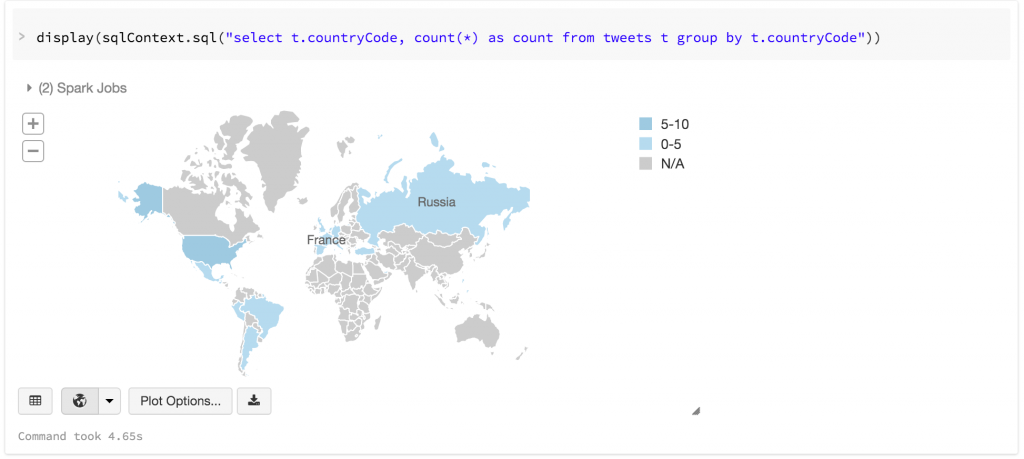 > display(sqlContext.sql("select t.countryCode, count(*) as count from tweets t group by t.countryCode"))
(2) Spark Jobs
+
−
5-10
0-5
N/A
Russia
France
Plot Options...
Command took 4.65s